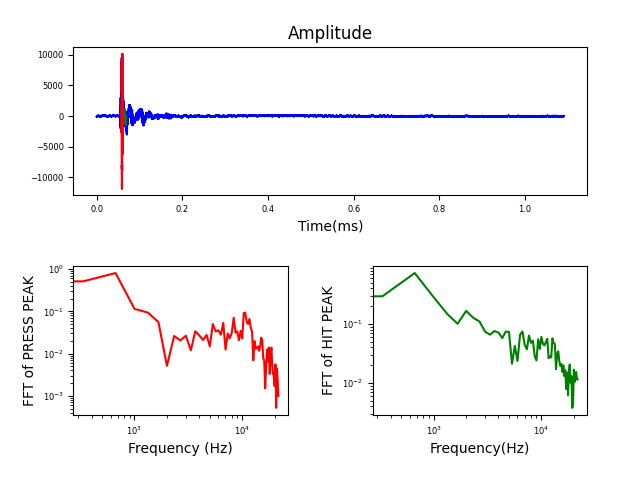 Amplitude
10000
5000
0
−5000
−10000
0.0 0.2 0.4 0.6 0.8 1.0
Time(ms)
FFT of PRESS PEAK
10⁰
10⁻¹
10⁻²
10⁻³
10³ 10⁴
Frequency (Hz)
FFT of HIT PEAK
10⁻¹
10⁻²
10³ 10⁴
Frequency(Hz)